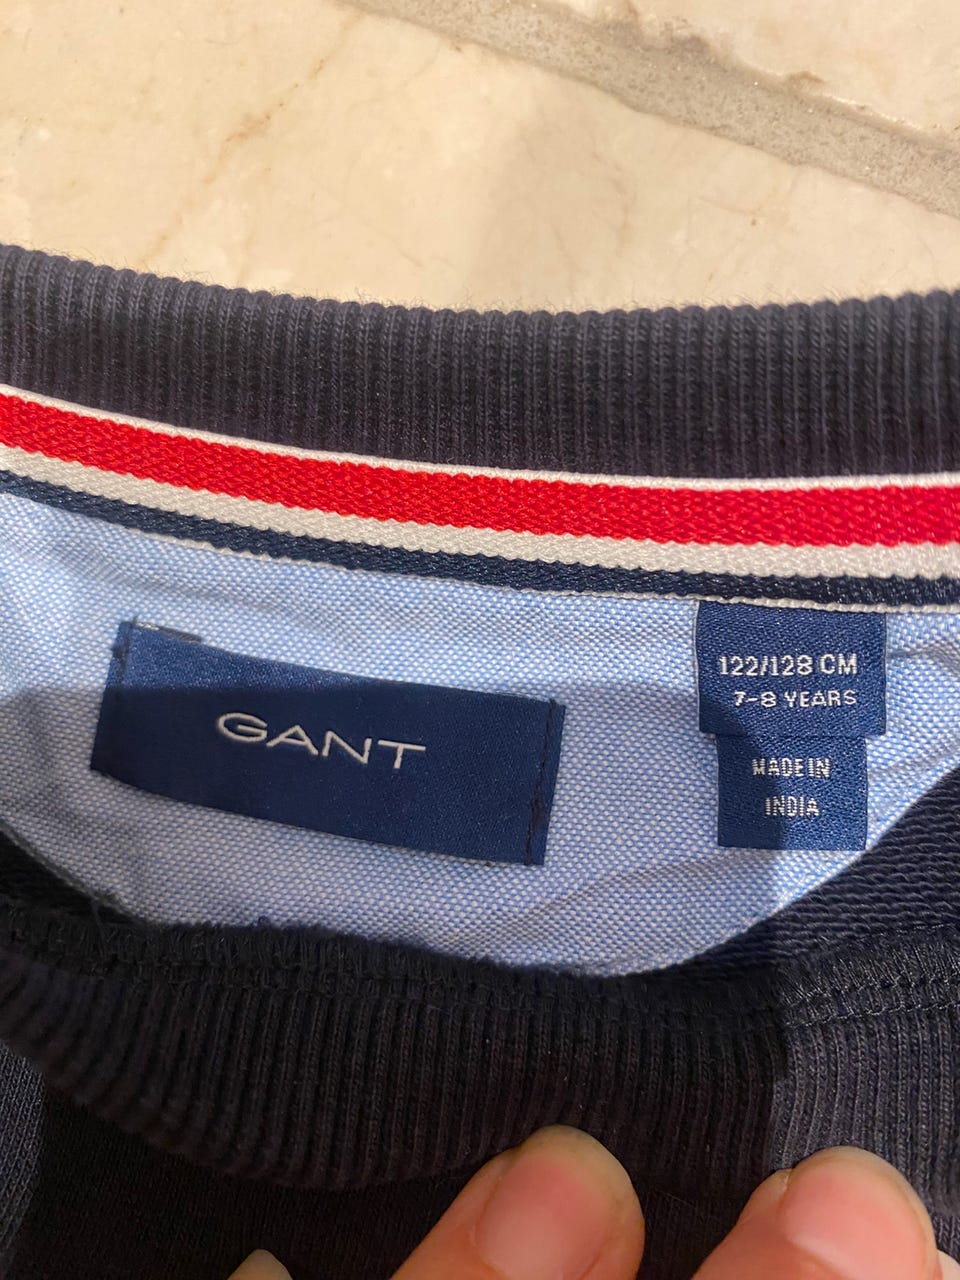 GANT
122/128 CM
7-8 YEARS
MADE IN
INDIA